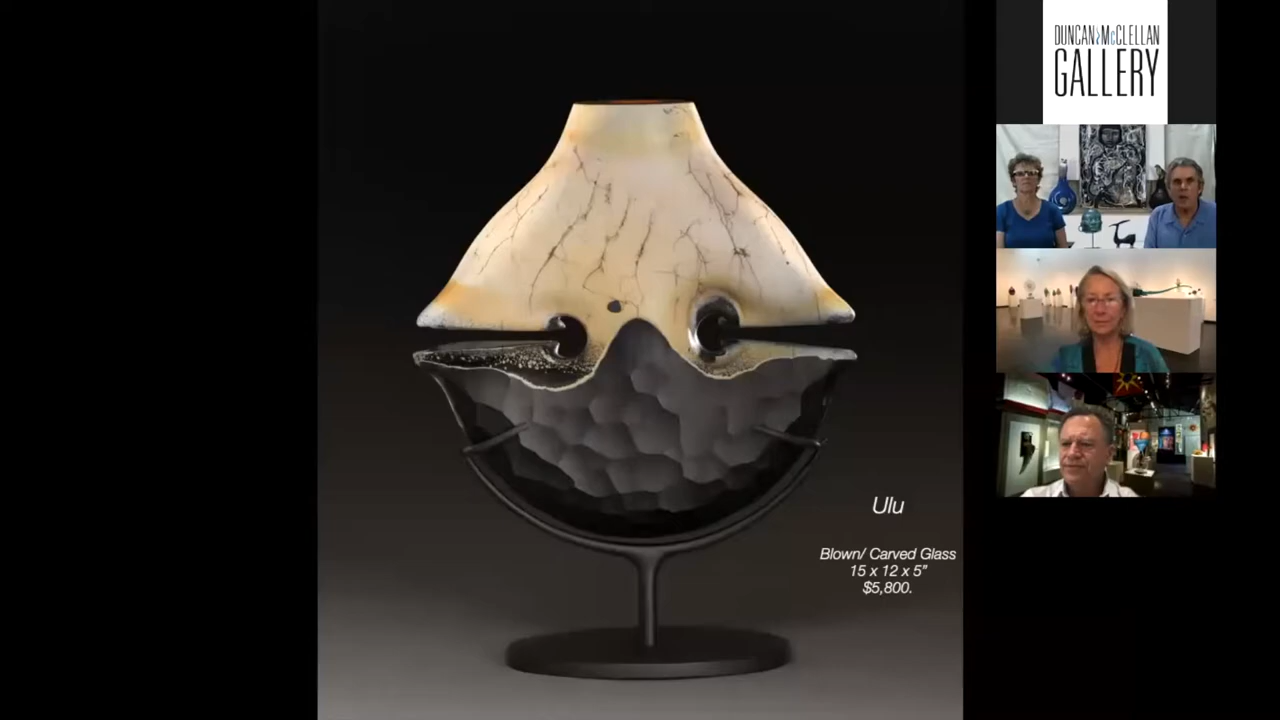 DUNCAN McCLELLAN
GALLERY
Ulu
Blown/ Carved Glass
15 x 12 x 5”
$5,800.